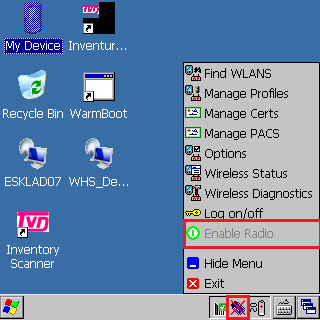 My Device
Inventur...
Recycle Bin
WarmBoot
ESKLAD07
WHS_De...
TVD
Inventory
Scanner
Find WLANS
Manage Profiles
Manage Certs
Manage PACS
Options
Wireless Status
Wireless Diagnostics
Log on/off
Enable Radio
Hide Menu
Exit